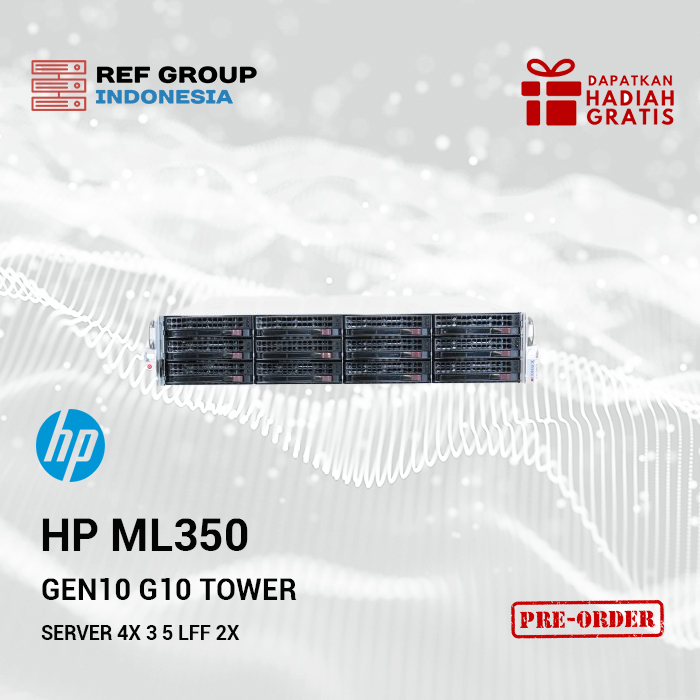 REF GROUP
INDONESIA
DAPATKAN
HADIAH
GRATIS
hp
HP ML350
GEN10 G10 TOWER
SERVER 4X 3 5 LFF 2X
PRE-ORDER